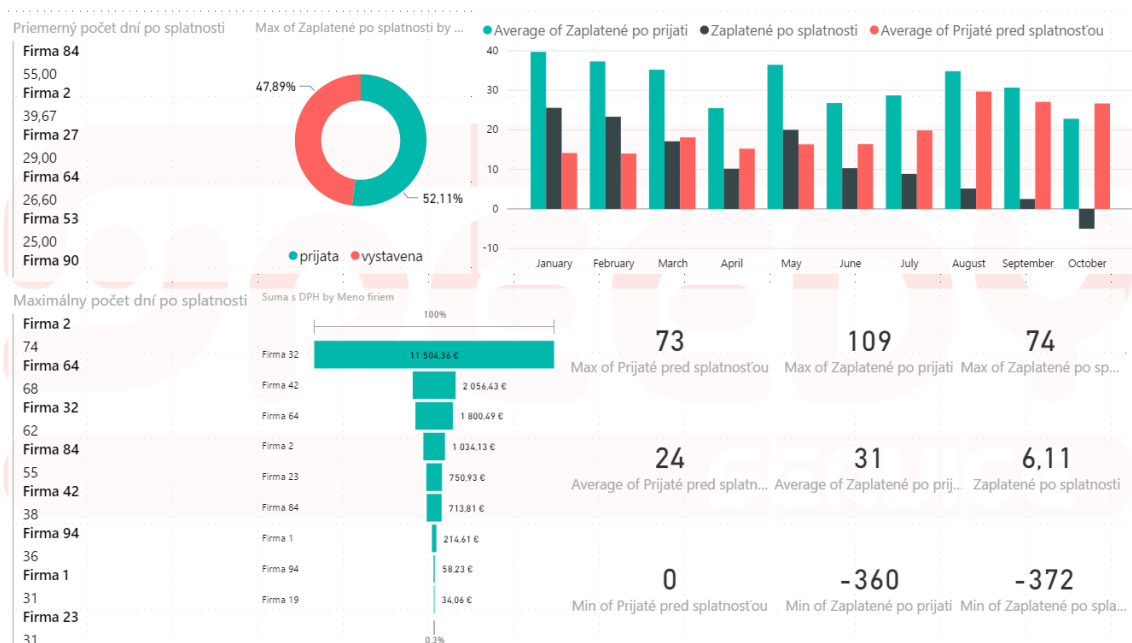 Priemerný počet dní po splatnosti
Firma 84
55,00
Firma 2
39,67
Firma 27
29,00
Firma 64
26,60
Firma 53
25,00
Firma 90
Max of Zaplatené po splatnosti by ...
47,89%
52,11%
prijata vystavena
Average of Zaplatené po prijati Zaplatené po splatnosti Average of Prijaté pred splatnosťou
40
30
20
10
0
-10
January February March April May June July August September October
Maximálny počet dní po splatnosti
Firma 2
74
Firma 64
68
Firma 32
62
Firma 84
55
Firma 42
38
Firma 94
36
Firma 1
31
Firma 23
31
Suma s DPH by Meno firiem
100%
Firma 32 11 504,36 €
Firma 42 2 056,43 €
Firma 64 1 800,49 €
Firma 2 1 034,13 €
Firma 23 750,93 €
Firma 84 713,81 €
Firma 1 214,61 €
Firma 94 58,23 €
Firma 19 34,06 €
0,3%
73
Max of Prijaté pred splatnosťou
109
Max of Zaplatené po prijati
74
Max of Zaplatené po sp...
24
Average of Prijaté pred splatn...
31
Average of Zaplatené po prij...
6,11
Zaplatené po splatnosti
0
Min of Prijaté pred splatnosťou
-360
Min of Zaplatené po prijati
-372
Min of Zaplatené po spla...